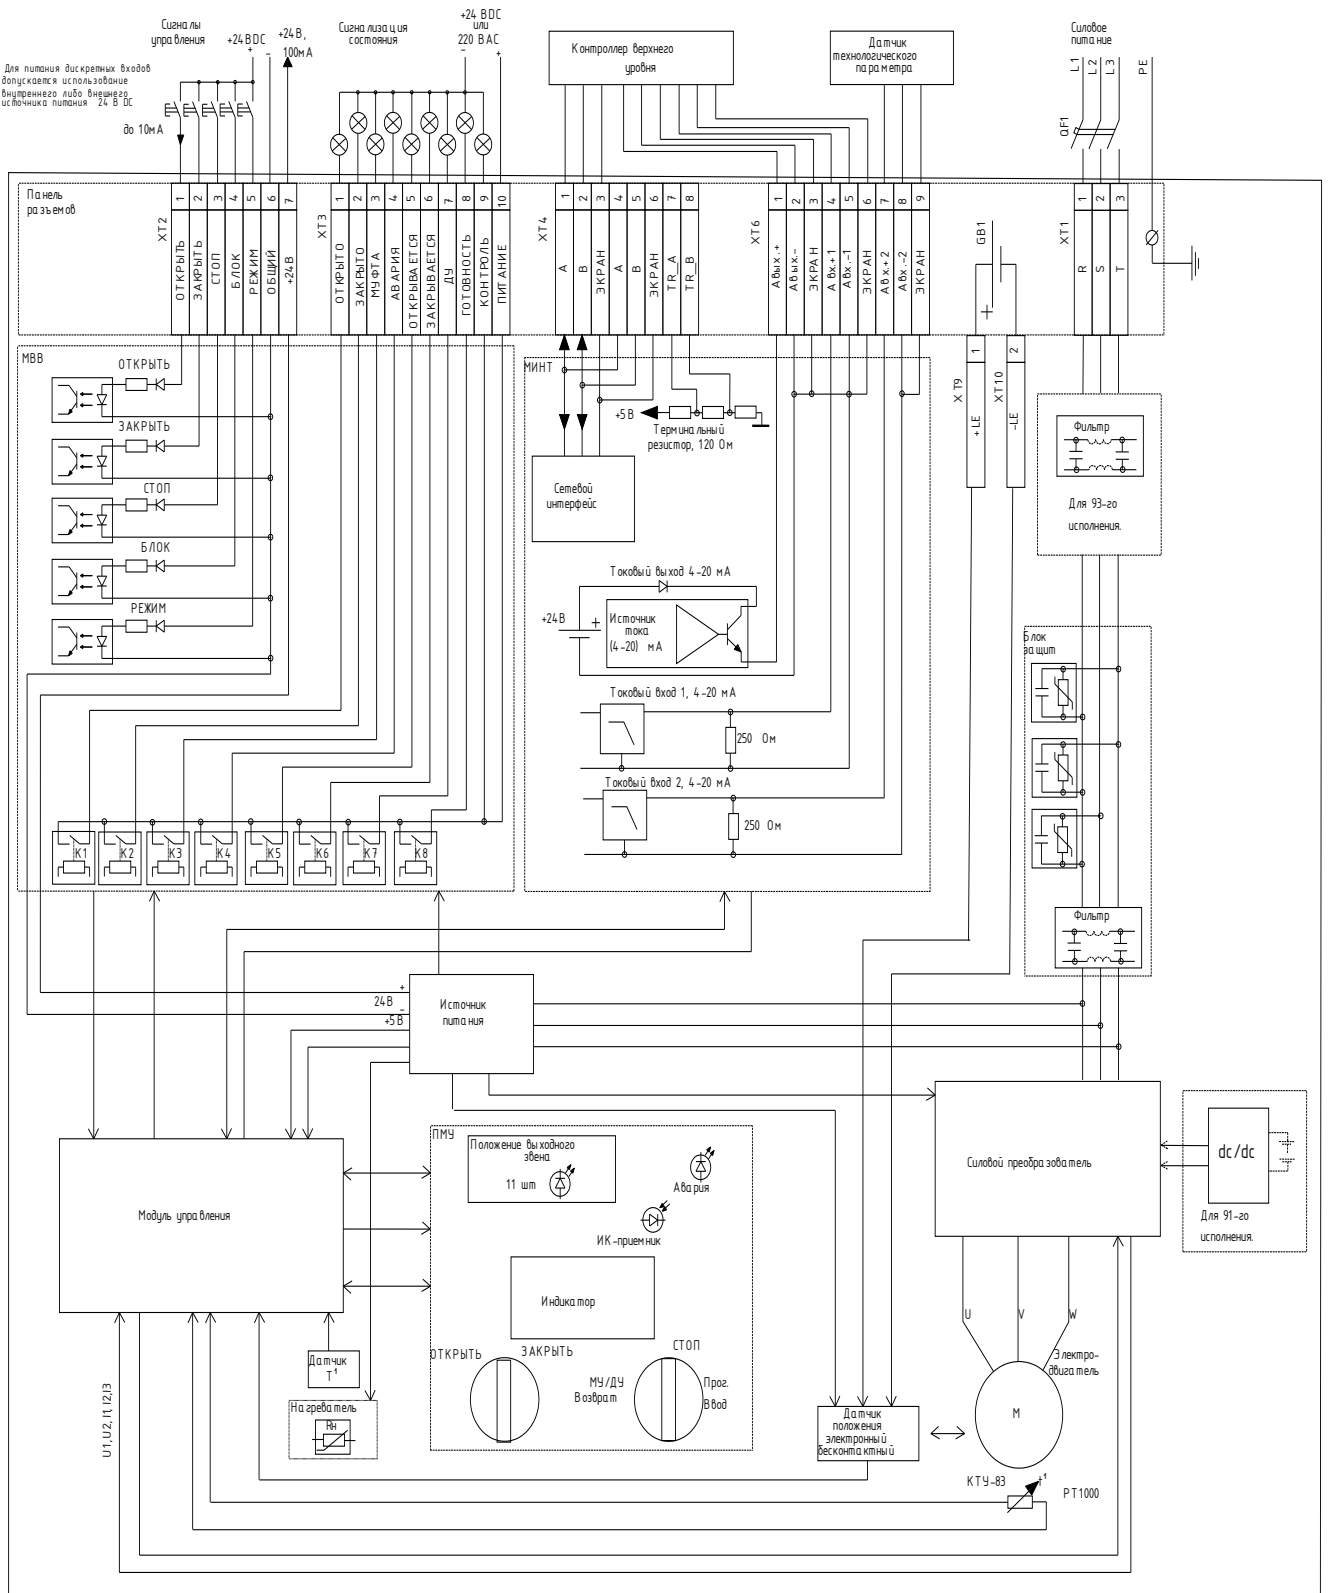 Сигналы
управления
+24 ВDC
+
–
+24 В,
100мА
Для питания дискретных входов
допускается использование
внутреннего либо внешнего
источника питания 24 В DC
до 10мА
Сигнализация
состояния
+24 ВDC
или
220 ВАС
–
+
Контроллер верхнего
уровня
Датчик
технологического
параметра
Силовое
питание
L1
L2
L3
PE
QF1
Панель
разъемов
XT2
1 ОТКРЫТЬ
2 ЗАКРЫТЬ
3 СТОП
4 БЛОК
5 РЕЖИМ
6 ОБЩИЙ
7 +24В
XT3
1 ОТКРЫТО
2 ЗАКРЫТО
3 МУФТА
4 АВАРИЯ
5 ОТКРЫВАЕТСЯ
6 ЗАКРЫВАЕТСЯ
7 ДУ
8 ГОТОВНОСТЬ
9 КОНТРОЛЬ
10 ПИТАНИЕ
XT4
1 А
2 В
3 ЭКРАН
4 А
5 В
6 ЭКРАН
7 TR_A
8 TR_B
XT6
1 Авых.+
2 Авых.-
3 ЭКРАН
4 Авх.+1
5 Авх.-1
6 ЭКРАН
7 Авх.+2
8 Авх.-2
9 ЭКРАН
GB1
+
XT1
1 R
2 S
3 T
МВВ
ОТКРЫТЬ
ЗАКРЫТЬ
СТОП
БЛОК
РЕЖИМ
K1
K2
K3
K4
K5
K6
K7
K8
МИНТ
+5 В
Терминальный
резистор, 120 Ом
Сетевой
интерфейс
Токовый выход 4-20 мА
+24В
+
Источник
тока
(4-20) мА
Токовый вход 1, 4-20 мА
250 Ом
Токовый вход 2, 4-20 мА
250 Ом
XT9
1
+LE
XT10
2
-LE
Фильтр
Для 93-го
исполнения.
Блок
защит
Фильтр
+
24В
–
+5 В
Источник
питания
Модуль управления
ПМУ
Положение выходного
звена
11 шт
Авария
ИК-приемник
Индикатор
ОТКРЫТЬ
ЗАКРЫТЬ
СТОП
МУ/ДУ
Возврат
Прог.
Ввод
Силовой преобразователь
dc/dc
Для 91-го
исполнения.
U
V
W
Электро-
двигатель
M
Датчик
Т¹
Нагреватель
Rн
U1,U2, I1, I2,I3
Датчик
положения
электронный
бесконтактный
КТУ-83
t¹
PT1000